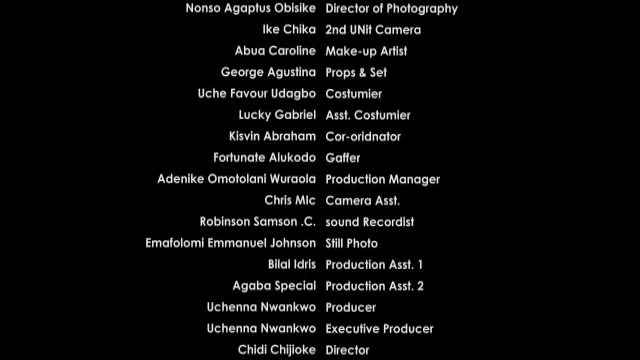 Nonso Agaptus Obisike Director of Photography
Ike Chika 2nd UNit Camera
Abua Caroline Make-up Artist
George Agustina Props & Set
Uche Favour Udagbo Costumier
Lucky Gabriel Asst. Costumier
Kisvin Abraham Cor-oridnator
Fortunate Alukodo Gaffer
Adenike Omotolani Wuraola Production Manager
Chris MIc Camera Asst.
Robinson Samson .C. sound Recordist
Emafolomi Emmanuel Johnson Still Photo
Bilal Idris Production Asst. 1
Agaba Special Production Asst. 2
Uchenna Nwankwo Producer
Uchenna Nwankwo Executive Producer
Chidi Chijioke Director